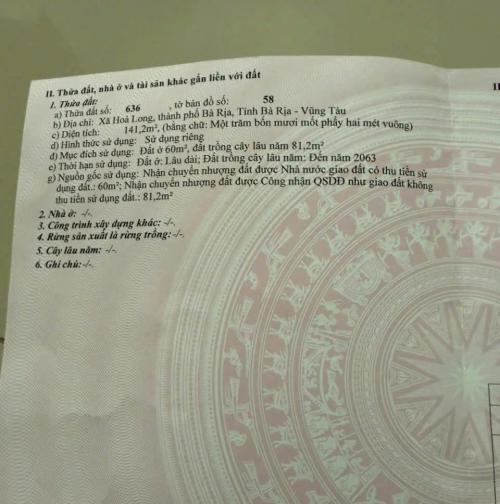 II. Thửa đất, nhà ở và tài sản khác gắn liền với đất
1. Thửa đất:
a) Thửa đất số: 636 , tờ bản đồ số: 58
b) Địa chỉ: Xã Hoà Long, thành phố Bà Rịa, Tỉnh Bà Rịa - Vũng Tàu
c) Diện tích: 141,2m², (bằng chữ: Một trăm bốn mươi mốt phẩy hai mét vuông)
d) Hình thức sử dụng: Sử dụng riêng
đ) Mục đích sử dụng: Đất ở 60m², đất trồng cây lâu năm 81,2m²
e) Thời hạn sử dụng: Đất ở: Lâu dài; Đất trồng cây lâu năm: Đến năm 2063
g) Nguồn gốc sử dụng: Nhận chuyển nhượng đất được Nhà nước giao đất có thu tiền sử
dụng đất.: 60m²; Nhận chuyển nhượng đất được Công nhận QSDĐ như giao đất không
thu tiền sử dụng đất.: 81,2m²
2. Nhà ở: -/-.
3. Công trình xây dựng khác: -/-.
4. Rừng sản xuất là rừng trồng: -/-.
5. Cây lâu năm: -/-.
6. Ghi chú: -/-.